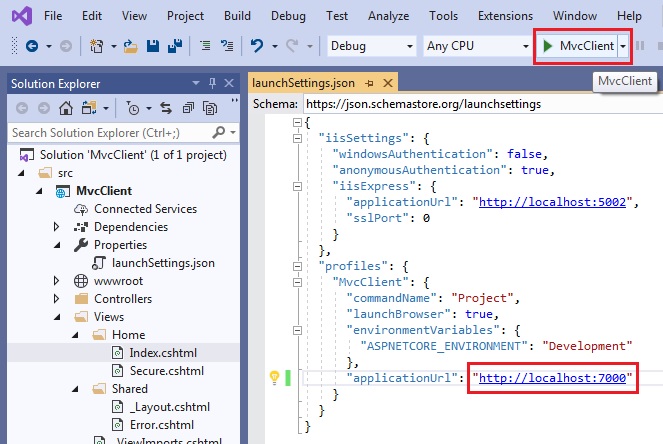 File Edit View Project Build Debug Test Analyze Tools Extensions Window Help
Debug Any CPU MvcClient
MvcClient
Solution Explorer
Search Solution Explorer (Ctrl+;)
Solution 'MvcClient' (1 of 1 project)
src
MvcClient
Connected Services
Dependencies
Properties
launchSettings.json
wwwroot
Controllers
Views
Home
Index.cshtml
Secure.cshtml
Shared
_Layout.cshtml
Error.cshtml
_ViewImports.cshtml
launchSettings.json
Schema: https://json.schemastore.org/launchsettings
{
"iisSettings": {
"windowsAuthentication": false,
"anonymousAuthentication": true,
"iisExpress": {
"applicationUrl": "http://localhost:5002",
"sslPort": 0
}
},
"profiles": {
"MvcClient": {
"commandName": "Project",
"launchBrowser": true,
"environmentVariables": {
"ASPNETCORE_ENVIRONMENT": "Development"
},
"applicationUrl": "http://localhost:7000"
}
}
}